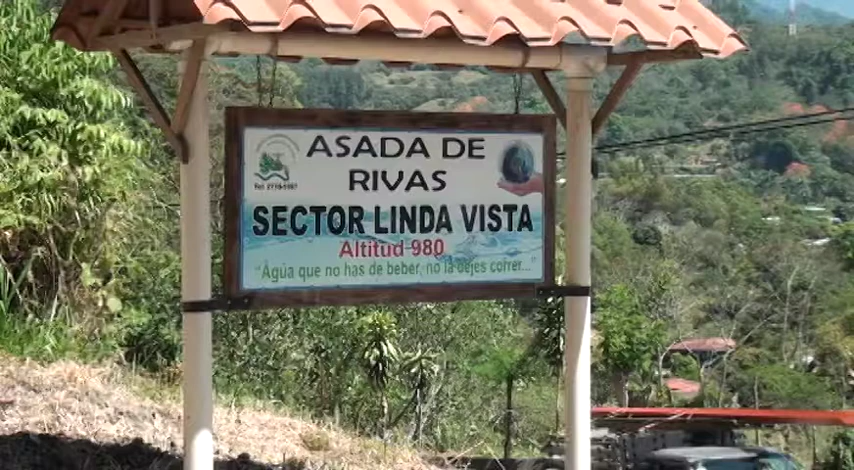 ASADA DE
RIVAS
SECTOR LINDA VISTA
Altitud 980
"Agua que no has de beber, no la dejes correr..."